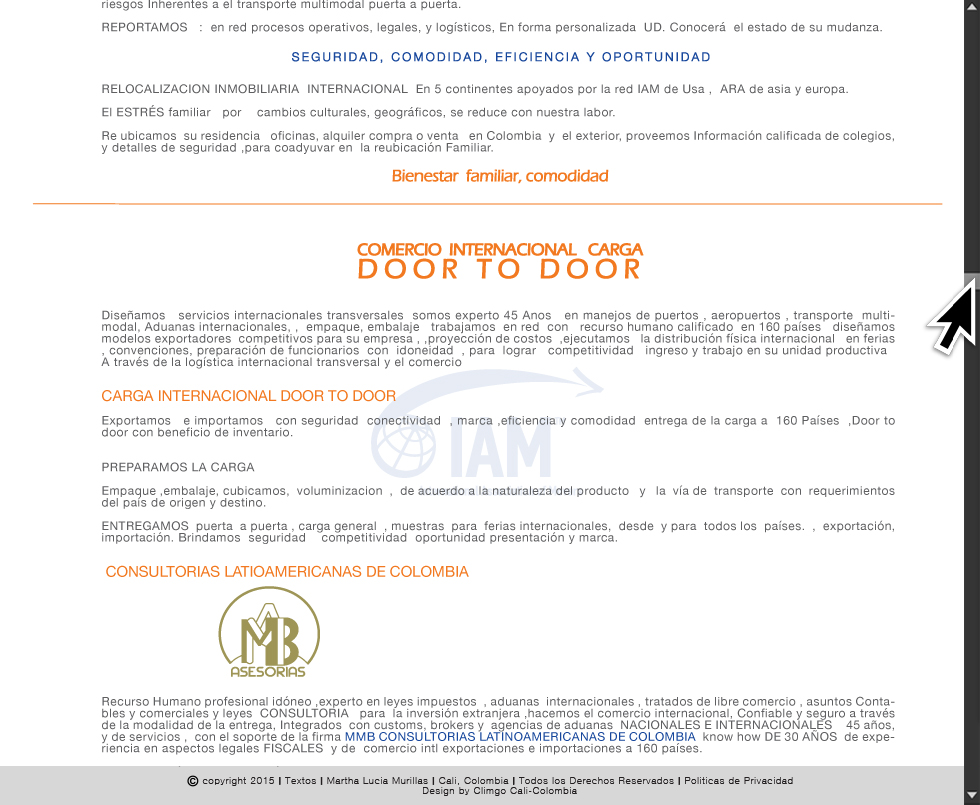 riesgos Inherentes a el transporte multimodal puerta a puerta.
REPORTAMOS : en red procesos operativos, legales, y logísticos, En forma personalizada UD. Conocerá el estado de su mudanza.
SEGURIDAD, COMODIDAD, EFICIENCIA Y OPORTUNIDAD
RELOCALIZACION INMOBILIARIA INTERNACIONAL En 5 continentes apoyados por la red IAM de Usa , ARA de asia y europa.
El ESTRÉS familiar por cambios culturales, geográficos, se reduce con nuestra labor.
Re ubicamos su residencia oficinas, alquiler compra o venta en Colombia y el exterior, proveemos Información calificada de colegios,
y detalles de seguridad ,para coadyuvar en la reubicación Familiar.
Bienestar familiar, comodidad
COMERCIO INTERNACIONAL CARGA
DOOR TO DOOR
Diseñamos servicios internacionales transversales somos experto 45 Anos en manejos de puertos , aeropuertos , transporte multi-
modal, Aduanas internacionales, , empaque, embalaje trabajamos en red con recurso humano calificado en 160 países diseñamos
modelos exportadores competitivos para su empresa , ,proyección de costos ,ejecutamos la distribución física internacional en ferias
, convenciones, preparación de funcionarios con idoneidad , para lograr competitividad ingreso y trabajo en su unidad productiva
A través de la logística internacional transversal y el comercio
CARGA INTERNACIONAL DOOR TO DOOR
Exportamos e importamos con seguridad conectividad , marca ,eficiencia y comodidad entrega de la carga a 160 Países ,Door to
door con beneficio de inventario.
IAM
PREPARAMOS LA CARGA
Empaque ,embalaje, cubicamos, voluminizacion , de acuerdo a la naturaleza del producto y la vía de transporte con requerimientos
del país de origen y destino.
ENTREGAMOS puerta a puerta , carga general , muestras para ferias internacionales, desde y para todos los países. , exportación,
importación. Brindamos seguridad competitividad oportunidad presentación y marca.
CONSULTORIAS LATIOAMERICANAS DE COLOMBIA
MMB
ASESORIAS
Recurso Humano profesional idóneo ,experto en leyes impuestos , aduanas internacionales , tratados de libre comercio , asuntos Conta-
bles y comerciales y leyes CONSULTORIA para la inversión extranjera ,hacemos el comercio internacional, Confiable y seguro a través
de la modalidad de la entrega, Integrados con customs, brokers y agencias de aduanas NACIONALES E INTERNACIONALES 45 años,
y de servicios , con el soporte de la firma MMB CONSULTORIAS LATINOAMERICANAS DE COLOMBIA know how DE 30 AÑOS de expe-
riencia en aspectos legales FISCALES y de comercio intl exportaciones e importaciones a 160 países.
© copyright 2015 | Textos | Martha Lucia Murillas | Cali, Colombia | Todos los Derechos Reservados | Politicas de Privacidad
Design by Climgo Cali-Colombia